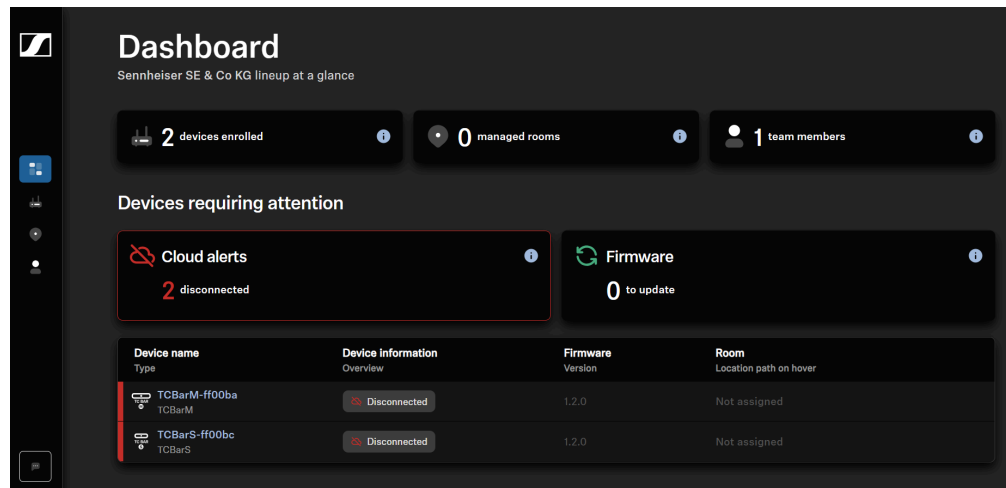 Dashboard
Sennheiser SE & Co KG lineup at a glance
2 devices enrolled
0 managed rooms
1 team members
Devices requiring attention
Cloud alerts
2 disconnected
Firmware
0 to update
Device name Device information Firmware Room
Type Overview Version Location path on hover
TCBarM-ff00ba Disconnected 1.2.0 Not assigned
TCBarM
TCBarS-ff00bc Disconnected 1.2.0 Not assigned
TCBarS